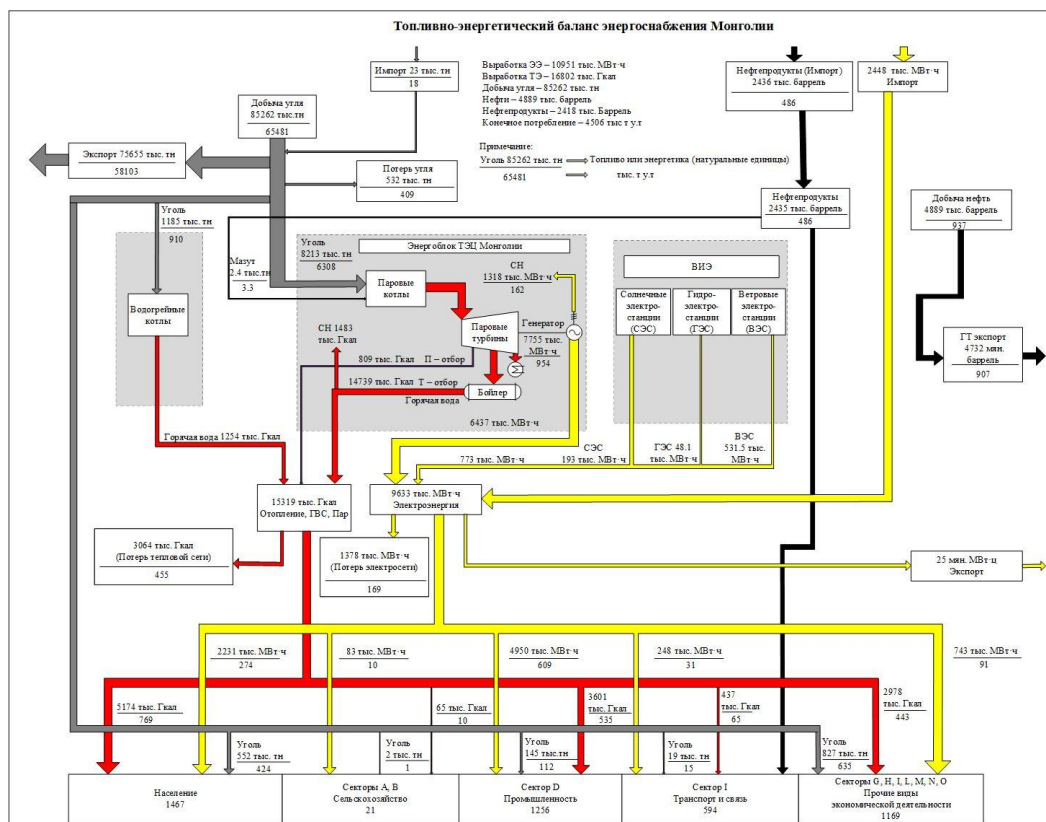 Топливно-энергетический баланс энергоснабжения Монголии
Импорт 23 тыс. тн
18
Выработка ЭЭ – 10951 тыс. МВт·ч
Выработка ТЭ – 16802 тыс. Гкал
Добыча угля – 85262 тыс. тн
Нефти – 4889 тыс. баррель
Нефтепродукты – 2418 тыс. Баррель
Конечное потребление – 4506 тыс т у.т
Нефтепродукты (Импорт)
2436 тыс. баррель
486
2448 тыс. МВт·ч
Импорт
Добыча угля
85262 тыс.тн
65481
Примечание:
Уголь 85262 тыс. тн
Топливо или энергетика (натуральные единицы)
65481
тыс. т у.т
Экспорт 75655 тыс. тн
58103
Потерь угля
532 тыс. тн
409
Нефтепродукты
2435 тыс. баррель
486
Добыча нефть
4889 тыс. баррель
937
Уголь
1185 тыс. тн
910
Мазут
2.4 тыс.тн
3.3
Уголь
8213 тыс. тн
6308
Энергоблок ТЭЦ Монголии
СН
1318 тыс. МВт·ч
162
ВИЭ
Водогрейные
котлы
Паровые
котлы
Паровые
турбины
Генератор
7755 тыс.
МВт·ч
954
Солнечные
электро-
станции
(СЭС)
Гидро-
электро-
станции
(ГЭС)
Ветровые
электро-
станции
(ВЭС)
ГТ экспорт
4732 мян.
баррель
907
СН 1483
тыс. Гкал
809 тыс. Гкал П – отбор
14739 тыс. Гкал Т – отбор
Горячая вода
Бойлер
6437 тыс. МВт·ч
Горячая вода 1254 тыс. Гкал
773 тыс. МВт·ч
СЭС
193 тыс. МВт·ч
ГЭС 48.1
тыс. МВт·ч
ВЭС
531.5 тыс.
МВт·ч
15319 тыс. Гкал
Отопление, ГВС, Пар
9633 тыс. МВт·ч
Электроэнергия
3064 тыс. Гкал
(Потерь тепловой сети)
455
1378 тыс. МВт·ч
(Потерь электросети)
169
25 мян. МВт·ц
Экспорт
2231 тыс. МВт·ч
274
83 тыс. МВт·ч
10
4950 тыс. МВт·ч
609
248 тыс. МВт·ч
31
743 тыс. МВт·ч
91
5174 тыс. Гкал
769
65 тыс. Гкал
10
3601
тыс. Гкал
535
437
тыс. Гкал
65
2978
тыс. Гкал
443
Уголь
552 тыс. тн
424
Уголь
2 тыс. тн
1
Уголь
145 тыс.тн
112
Уголь
19 тыс. тн
15
Уголь
827 тыс. тн
635
Население
1467
Секторы А, В
Сельскохозяйство
21
Сектор D
Промышленность
1256
Сектор I
Транспорт и связь
594
Секторы G, H, I, L, M, N, O
Прочие виды
экономической деятельности
1169